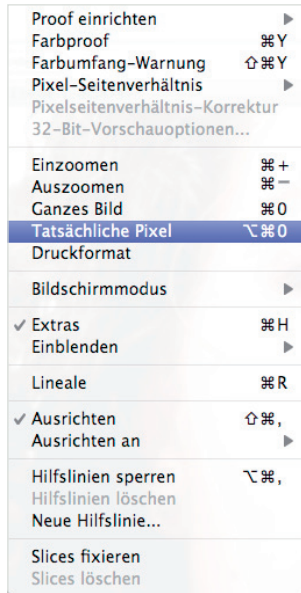 Proof einrichten ▶
Farbproof ⌘Y
Farbumfang-Warnung ⇧⌘Y
Pixel-Seitenverhältnis ▶
Pixelseitenverhältnis-Korrektur
32-Bit-Vorschauoptionen...
Einzoomen ⌘+
Auszoomen ⌘−
Ganzes Bild ⌘0
Tatsächliche Pixel ⌥⌘0
Druckformat
Bildschirmmodus ▶
✓ Extras ⌘H
Einblenden ▶
Lineale ⌘R
✓ Ausrichten ⇧⌘,
Ausrichten an ▶
Hilfslinien sperren ⌥⌘,
Hilfslinien löschen
Neue Hilfslinie...
Slices fixieren
Slices löschen